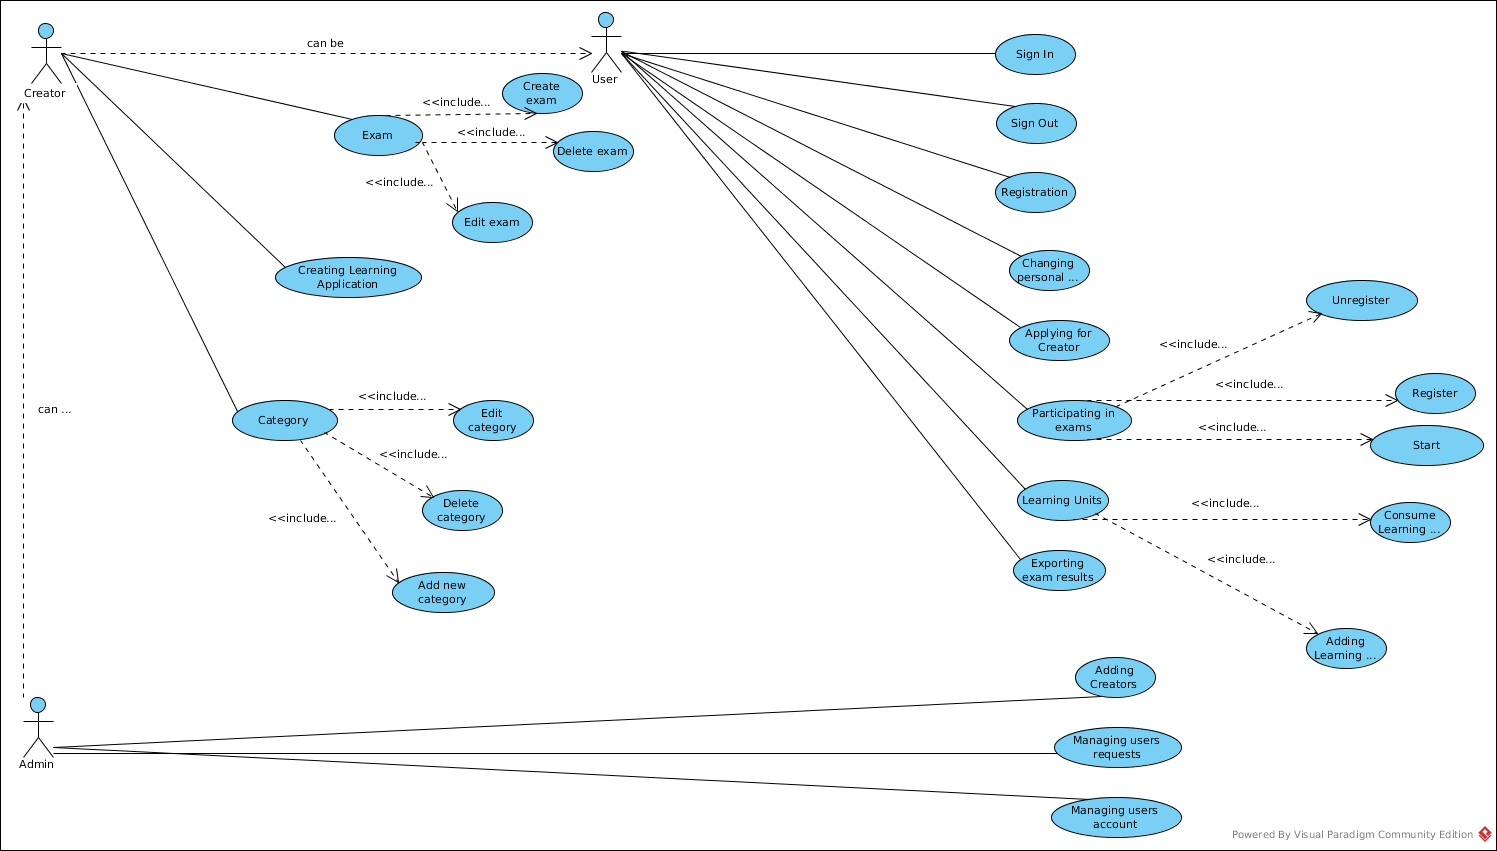 can be
Creator
User
Sign In
Create
exam
<<include...
Exam
<<include...
Delete exam
<<include...
Edit exam
Sign Out
Registration
Creating Learning
Application
Changing
personal ...
Applying for
Creator
Unregister
<<include...
<<include...
Register
Participating in
exams
<<include...
Start
can ...
Category
<<include...
Edit
category
<<include...
Delete
category
<<include...
Add new
category
Learning Units
<<include...
Consume
Learning ...
<<include...
Adding
Learning ...
Exporting
exam results
Adding
Creators
Admin
Managing users
requests
Managing users
account
Powered By Visual Paradigm Community Edition